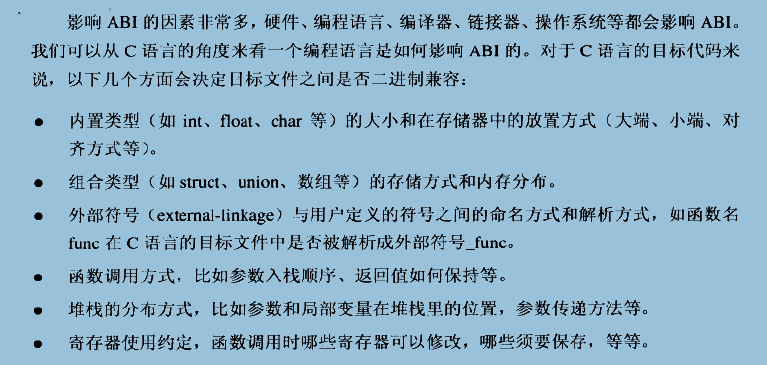 影响 ABI 的因素非常多，硬件、编程语言、编译器、链接器、操作系统等都会影响 ABI。
我们可以从 C 语言的角度来看一个编程语言是如何影响 ABI 的。对于 C 语言的目标代码来
说，以下几个方面会决定目标文件之间是否二进制兼容：
● 内置类型（如 int、float、char 等）的大小和在存储器中的放置方式（大端、小端、对
齐方式等）。
● 组合类型（如 struct、union、数组等）的存储方式和内存分布。
● 外部符号（external-linkage）与用户定义的符号之间的命名方式和解析方式，如函数名
func 在 C 语言的目标文件中是否被解析成外部符号_func。
● 函数调用方式，比如参数入栈顺序、返回值如何保持等。
● 堆栈的分布方式，比如参数和局部变量在堆栈里的位置，参数传递方法等。
● 寄存器使用约定，函数调用时哪些寄存器可以修改，哪些须要保存，等等。